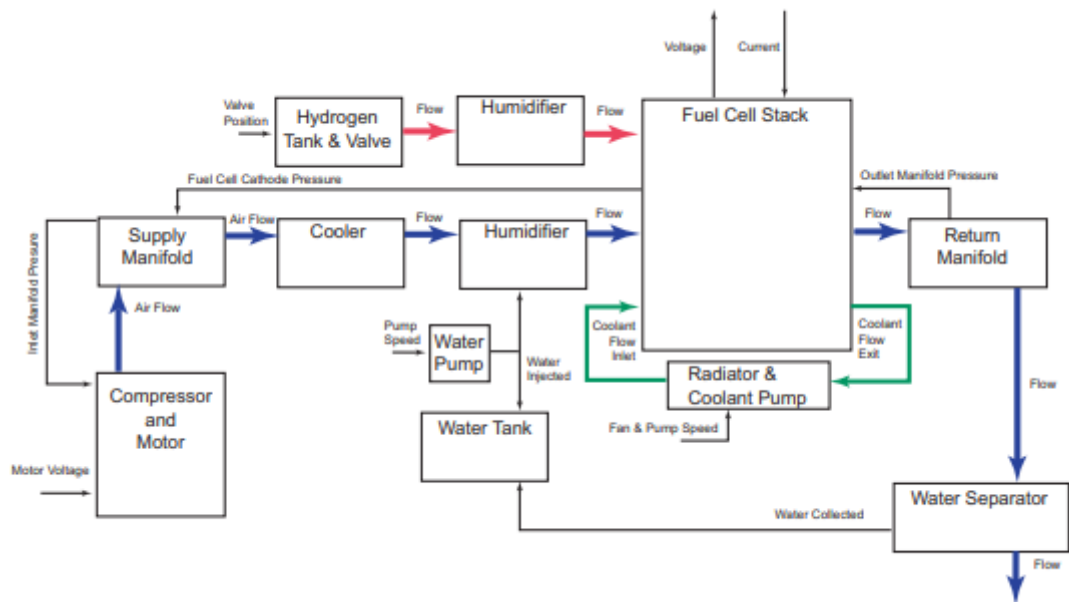 Voltage
Current
Valve
Position
Hydrogen
Tank & Valve
Flow
Humidifier
Flow
Fuel Cell Stack
Fuel Cell Cathode Pressure
Outlet Manifold Pressure
Inlet Manifold Presure
Supply
Manifold
Air Flow
Cooler
Flow
Humidifier
Flow
Flow
Return
Manifold
Air Flow
Pump
Speed
Water
Pump
Water
Injected
Coolant
Flow
Inlet
Coolant
Flow
Exit
Radiator &
Coolant Pump
Fan & Pump Speed
Compressor
and
Motor
Motor Voltage
Water Tank
Flow
Water Separator
Water Collected
Flow